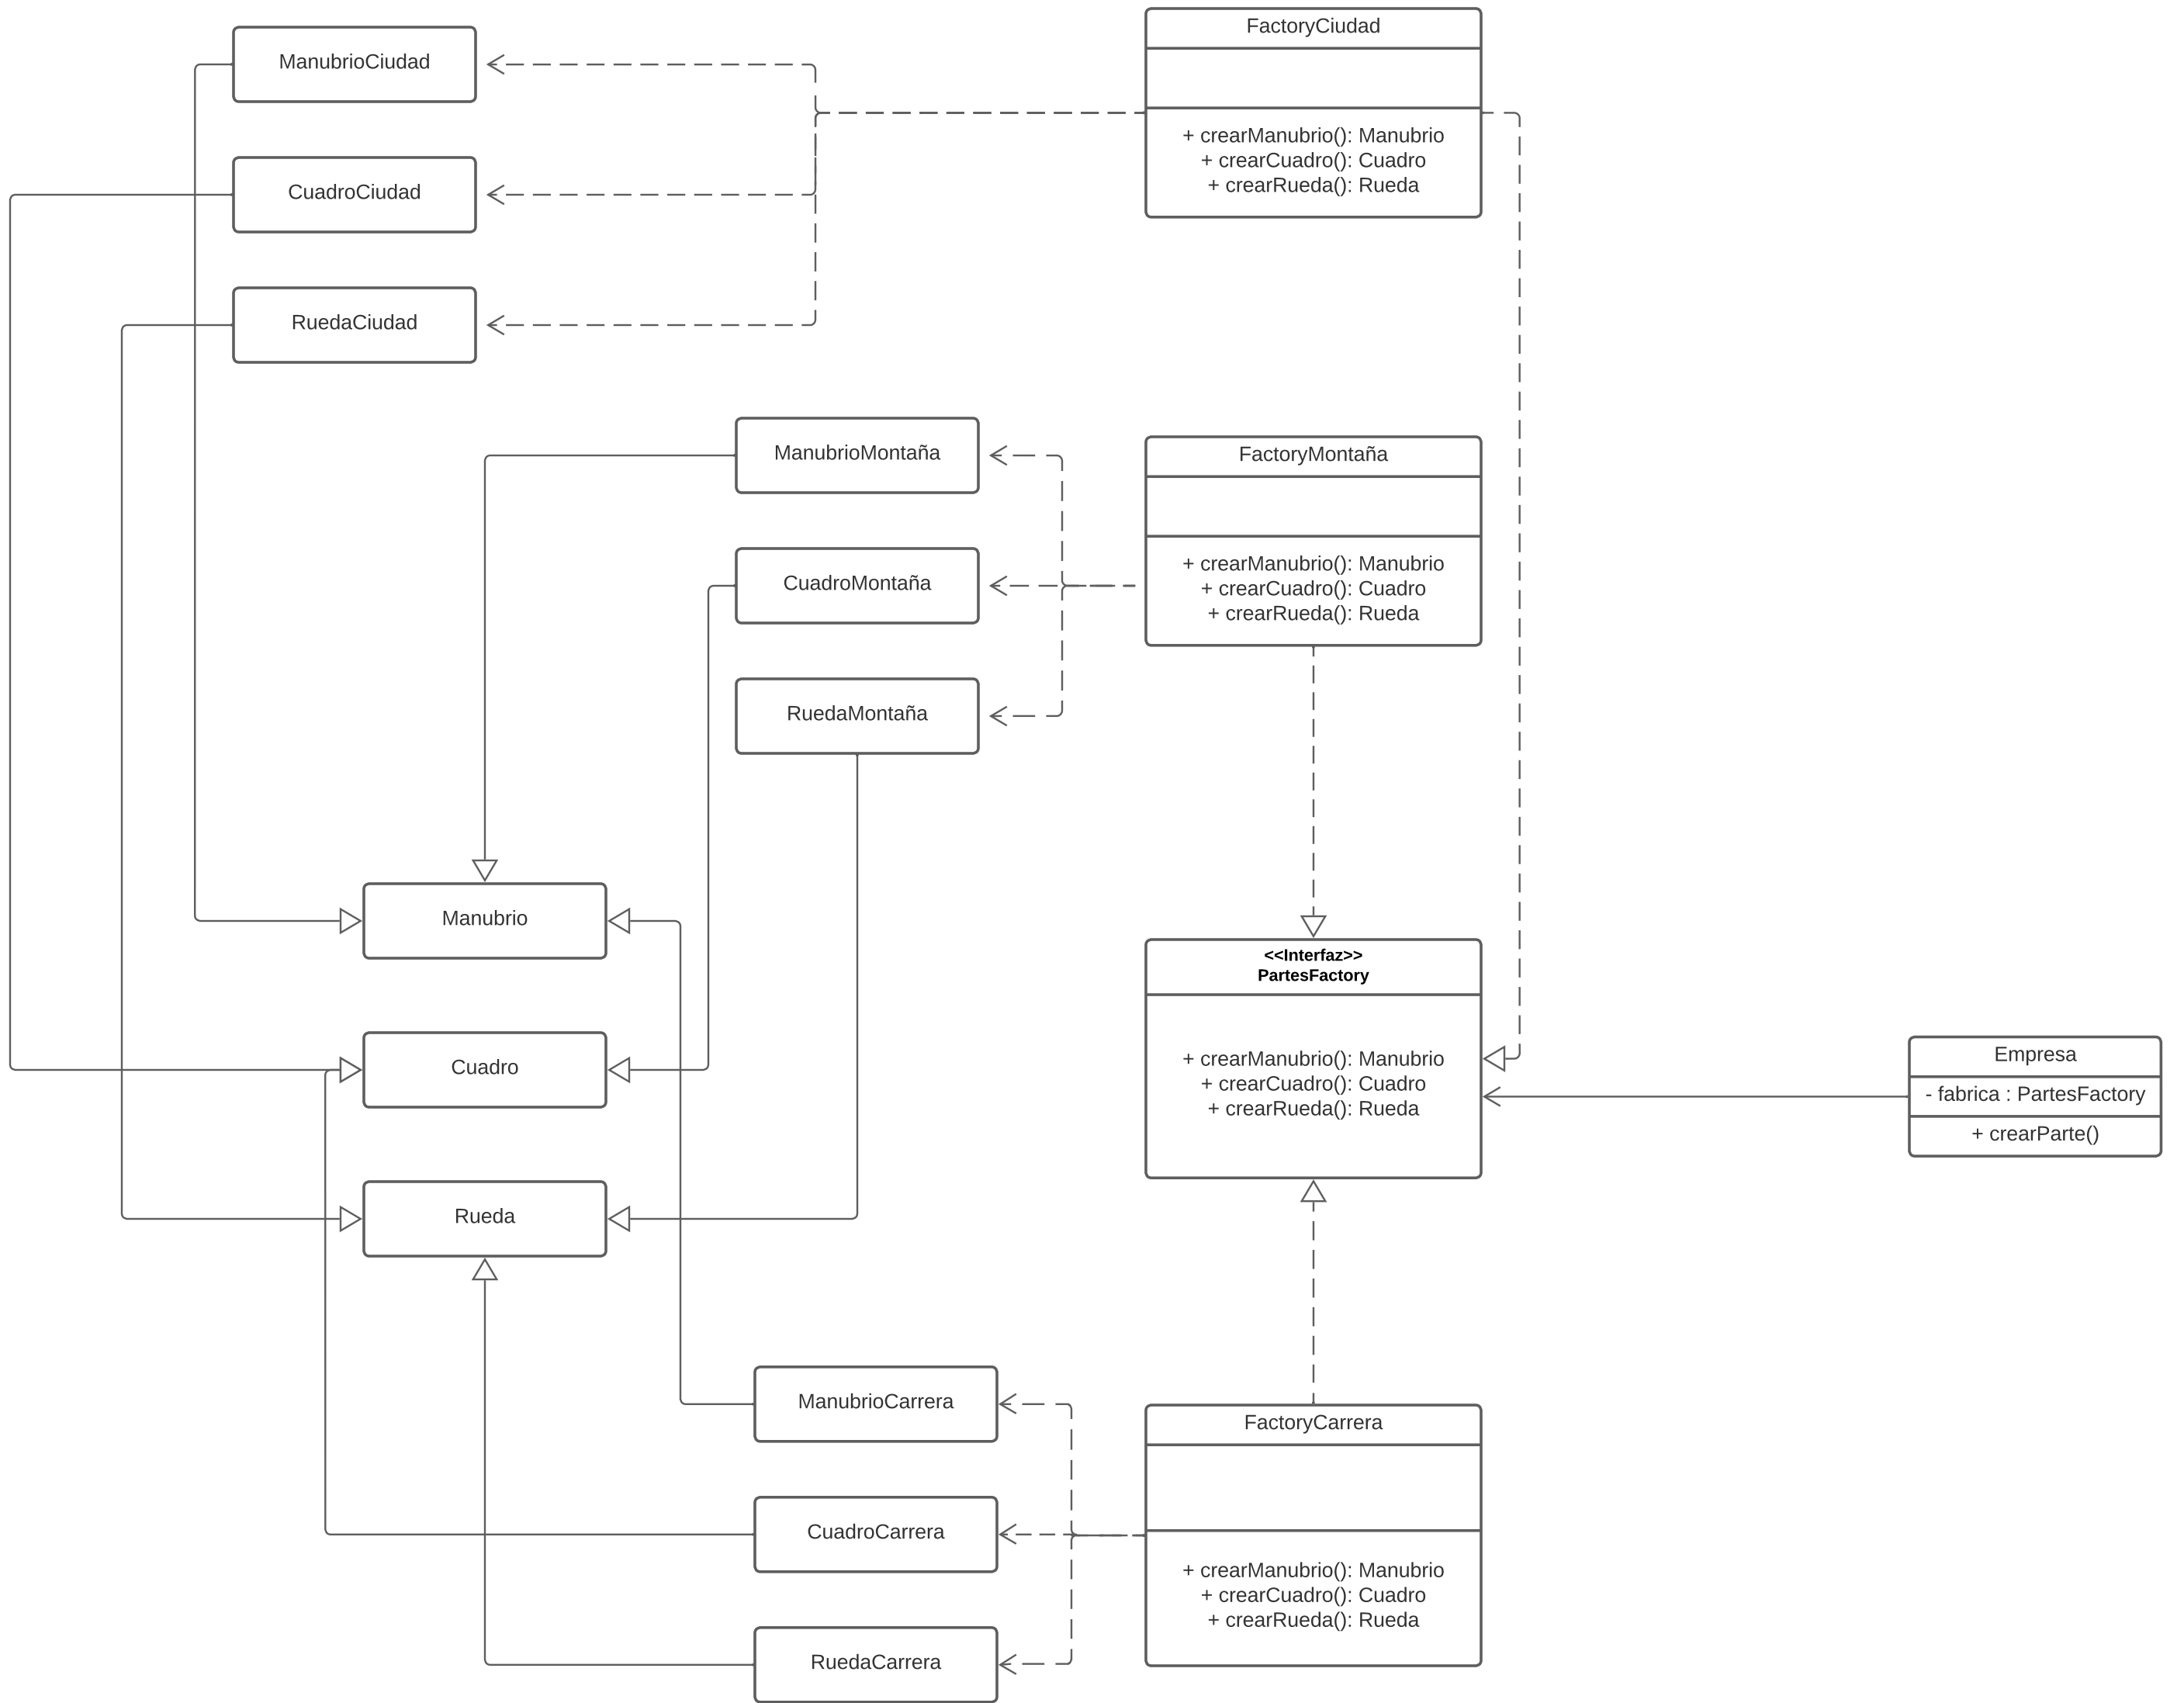 FactoryCiudad
+ crearManubrio(): Manubrio
+ crearCuadro(): Cuadro
+ crearRueda(): Rueda
ManubrioCiudad
CuadroCiudad
RuedaCiudad
ManubrioMontaña
CuadroMontaña
RuedaMontaña
FactoryMontaña
+ crearManubrio(): Manubrio
+ crearCuadro(): Cuadro
+ crearRueda(): Rueda
Manubrio
Cuadro
Rueda
<<Interfaz>>
PartesFactory
+ crearManubrio(): Manubrio
+ crearCuadro(): Cuadro
+ crearRueda(): Rueda
Empresa
- fabrica : PartesFactory
+ crearParte()
ManubrioCarrera
CuadroCarrera
RuedaCarrera
FactoryCarrera
+ crearManubrio(): Manubrio
+ crearCuadro(): Cuadro
+ crearRueda(): Rueda